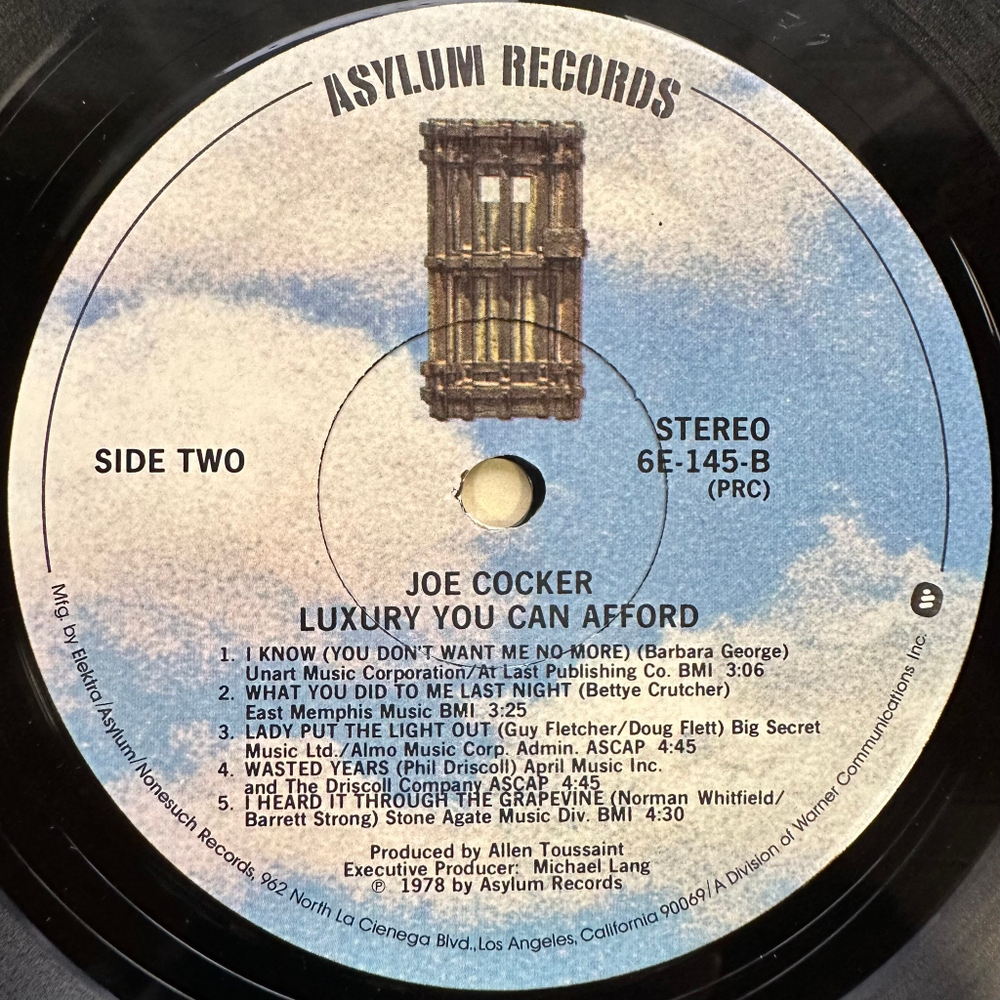 ASYLUM RECORDS
SIDE TWO
STEREO
6E-145-B
(PRC)
JOE COCKER
LUXURY YOU CAN AFFORD
1. I KNOW (YOU DON'T WANT ME NO MORE) (Barbara George)
Unart Music Corporation/At Last Publishing Co. BMI 3:06
2. WHAT YOU DID TO ME LAST NIGHT (Bettye Crutcher)
East Memphis Music BMI 3:25
3. LADY PUT THE LIGHT OUT (Guy Fletcher/Doug Flett) Big Secret
Music Ltd./Almo Music Corp. Admin. ASCAP 4:45
4. WASTED YEARS (Phil Driscoll) April Music Inc.
and The Driscoll Company ASCAP 4:45
5. I HEARD IT THROUGH THE GRAPEVINE (Norman Whitfield/
Barrett Strong) Stone Agate Music Div. BMI 4:30
Produced by Allen Toussaint
Executive Producer: Michael Lang
℗ 1978 by Asylum Records
Mfg. by Elektra/Asylum/Nonesuch Records, 962 North La Cienega Blvd., Los Angeles, California 90069/A Division of Warner Communications Inc.